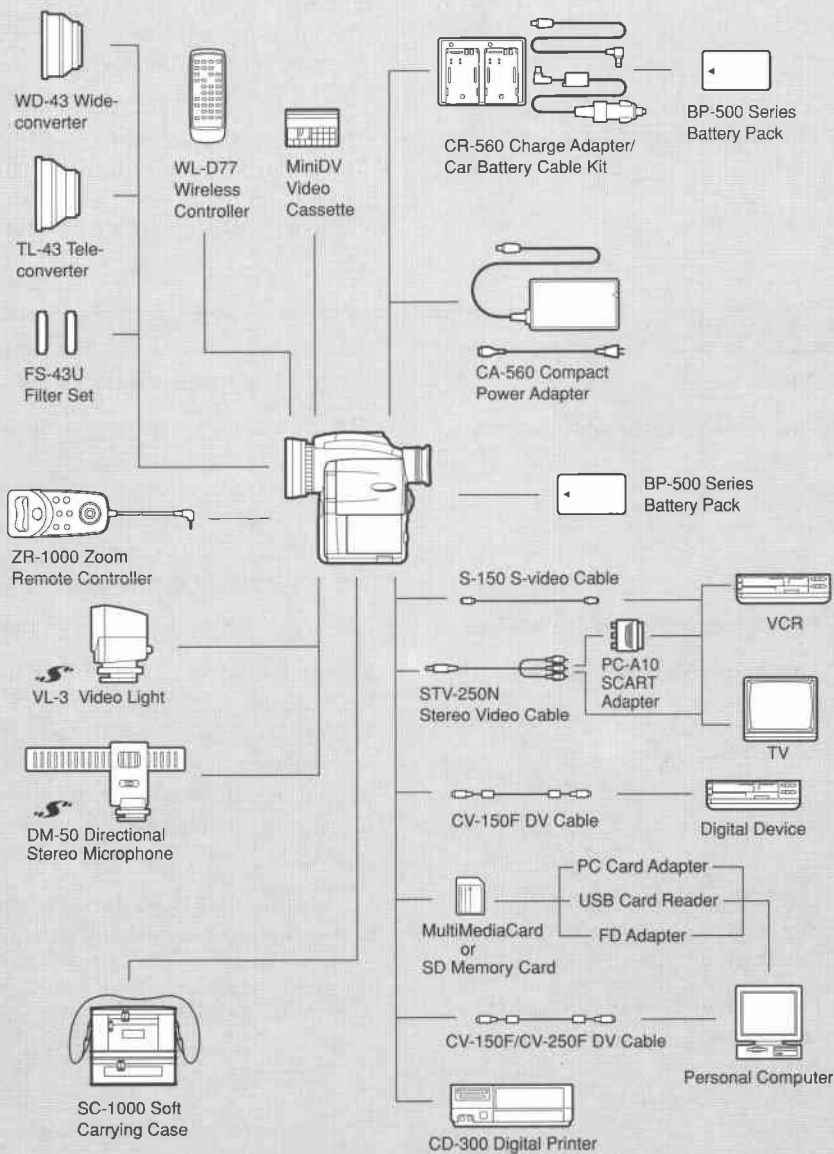 WD-43 Wide-
converter
TL-43 Tele-
converter
FS-43U
Filter Set
WL-D77
Wireless
Controller
MiniDV
Video
Cassette
CR-560 Charge Adapter/
Car Battery Cable Kit
BP-500 Series
Battery Pack
CA-560 Compact
Power Adapter
BP-500 Series
Battery Pack
ZR-1000 Zoom
Remote Controller
S VL-3 Video Light
S DM-50 Directional
Stereo Microphone
SC-1000 Soft
Carrying Case
S-150 S-video Cable
STV-250N
Stereo Video Cable
PC-A10
SCART
Adapter
VCR
TV
CV-150F DV Cable
Digital Device
MultiMediaCard
or
SD Memory Card
PC Card Adapter
USB Card Reader
FD Adapter
CV-150F/CV-250F DV Cable
Personal Computer
CD-300 Digital Printer